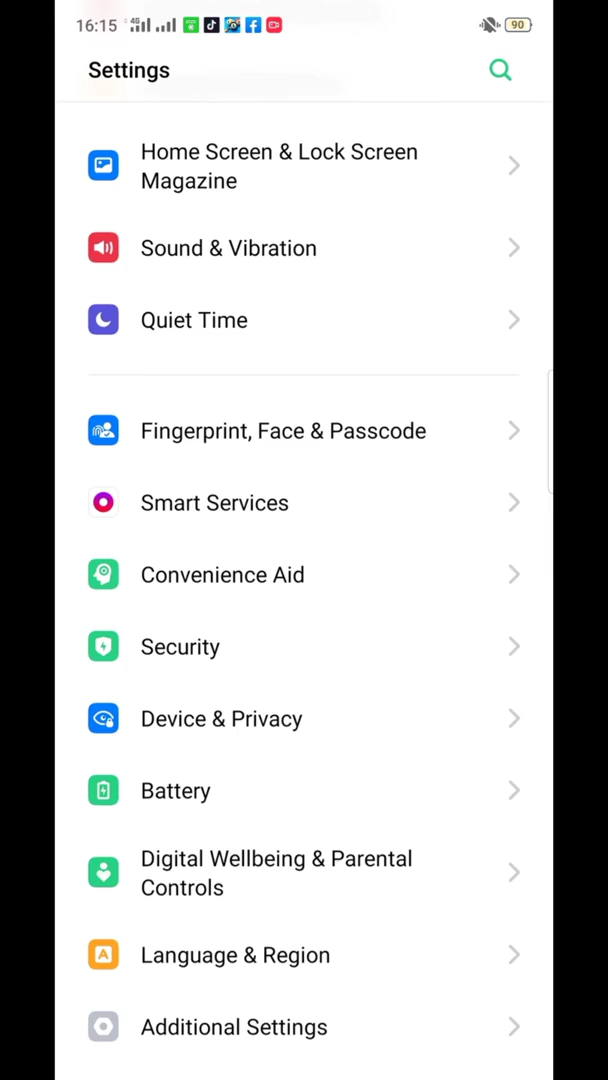 16:15 4G 90
Settings
Home Screen & Lock Screen
Magazine
Sound & Vibration
Quiet Time
Fingerprint, Face & Passcode
Smart Services
Convenience Aid
Security
Device & Privacy
Battery
Digital Wellbeing & Parental
Controls
A
Language & Region
Additional Settings